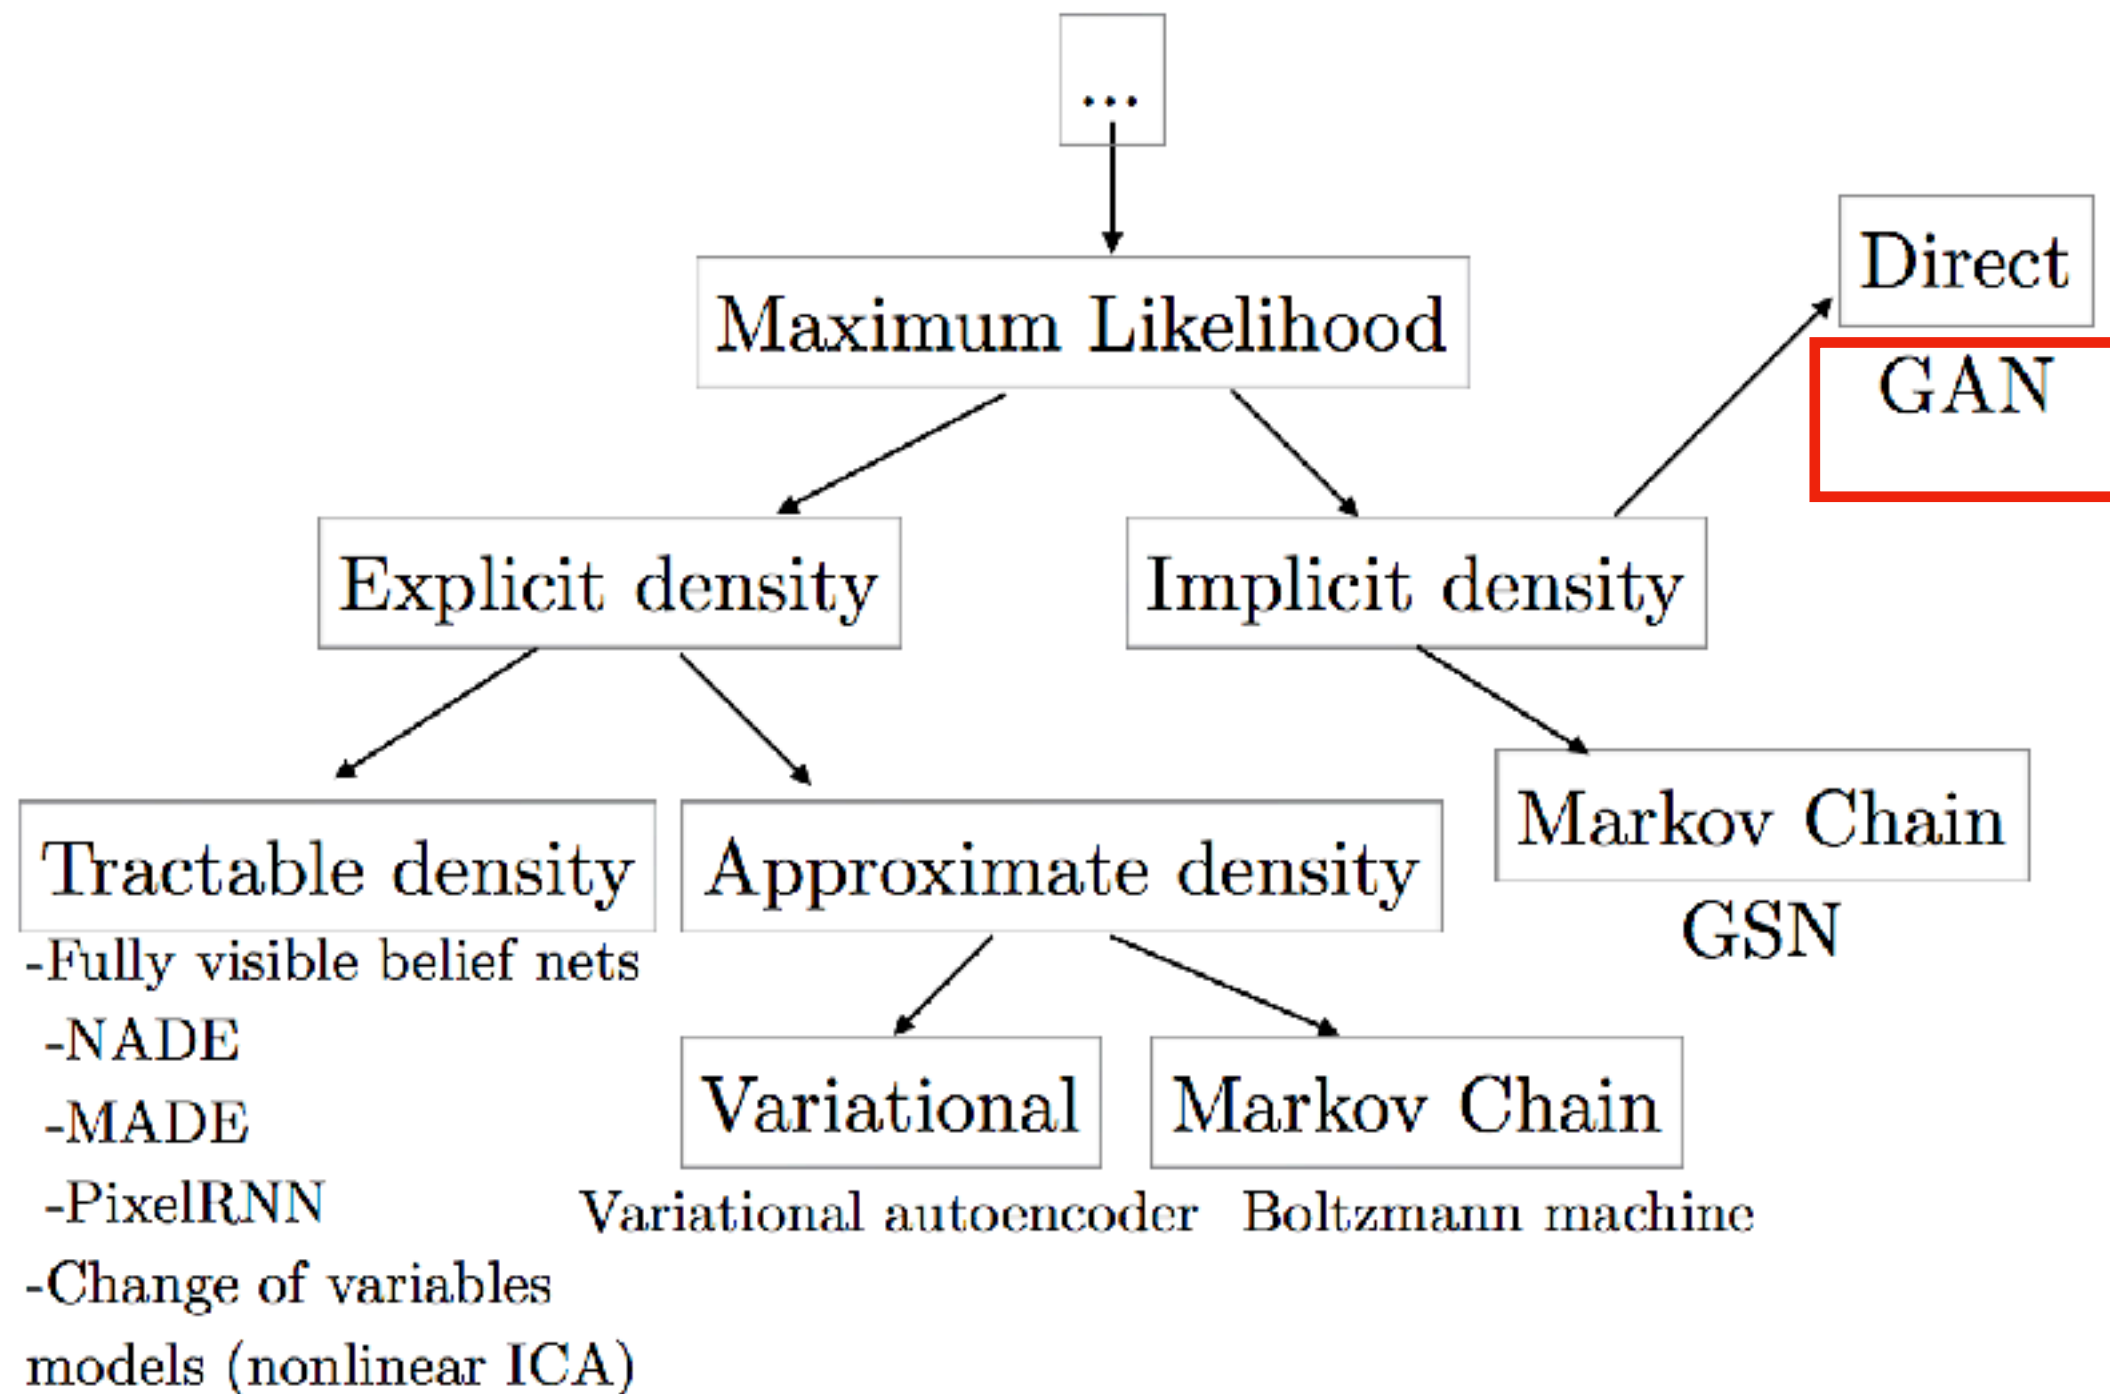 ...
Maximum Likelihood
Direct
GAN
Explicit density
Implicit density
Tractable density
-Fully visible belief nets
-NADE
-MADE
-PixelRNN
-Change of variables
models (nonlinear ICA)
Approximate density
Variational
Variational autoencoder
Markov Chain
Boltzmann machine
Markov Chain
GSN